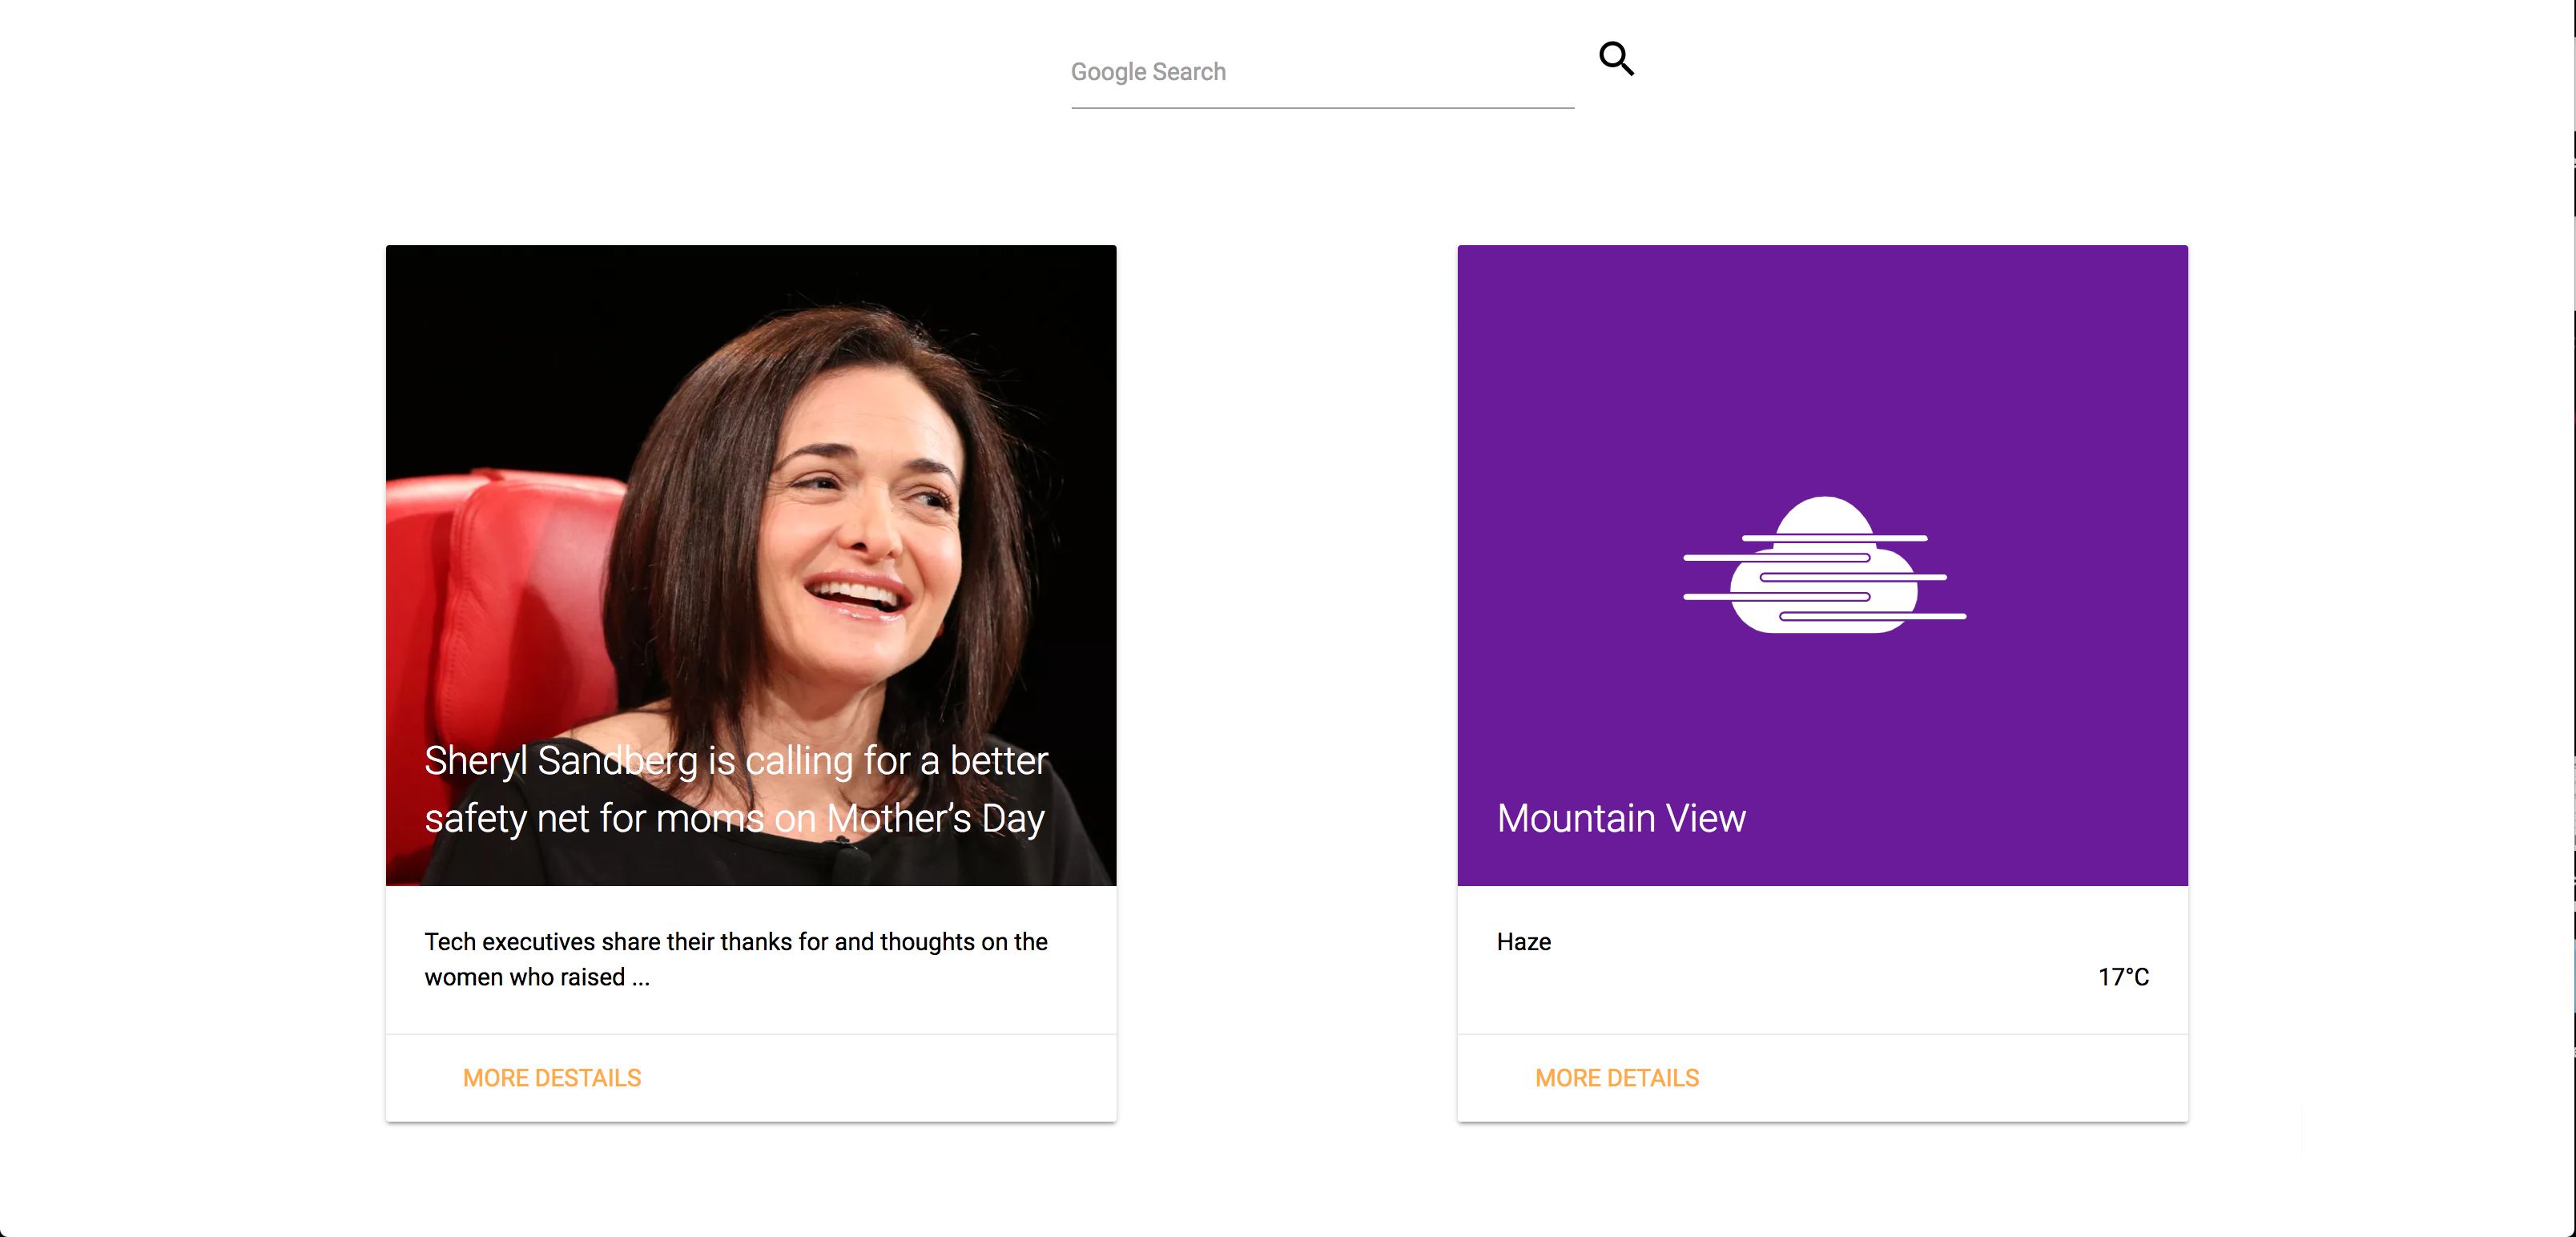 Google Search
Sheryl Sandberg is calling for a better
safety net for moms on Mother’s Day
Tech executives share their thanks for and thoughts on the
women who raised ...
MORE DESTAILS
Mountain View
Haze
17°C
MORE DETAILS